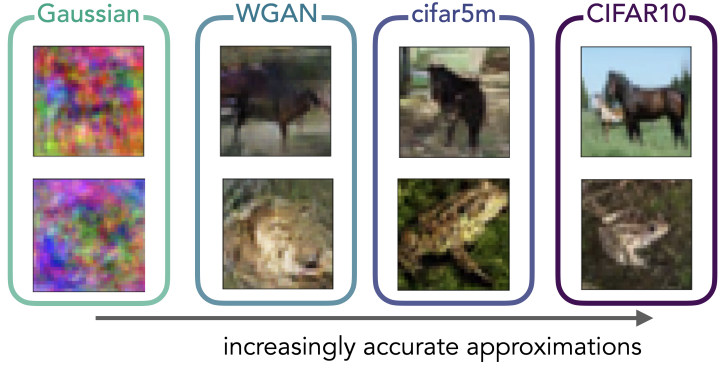 Gaussian
WGAN
cifar5m
CIFAR10
increasingly accurate approximations